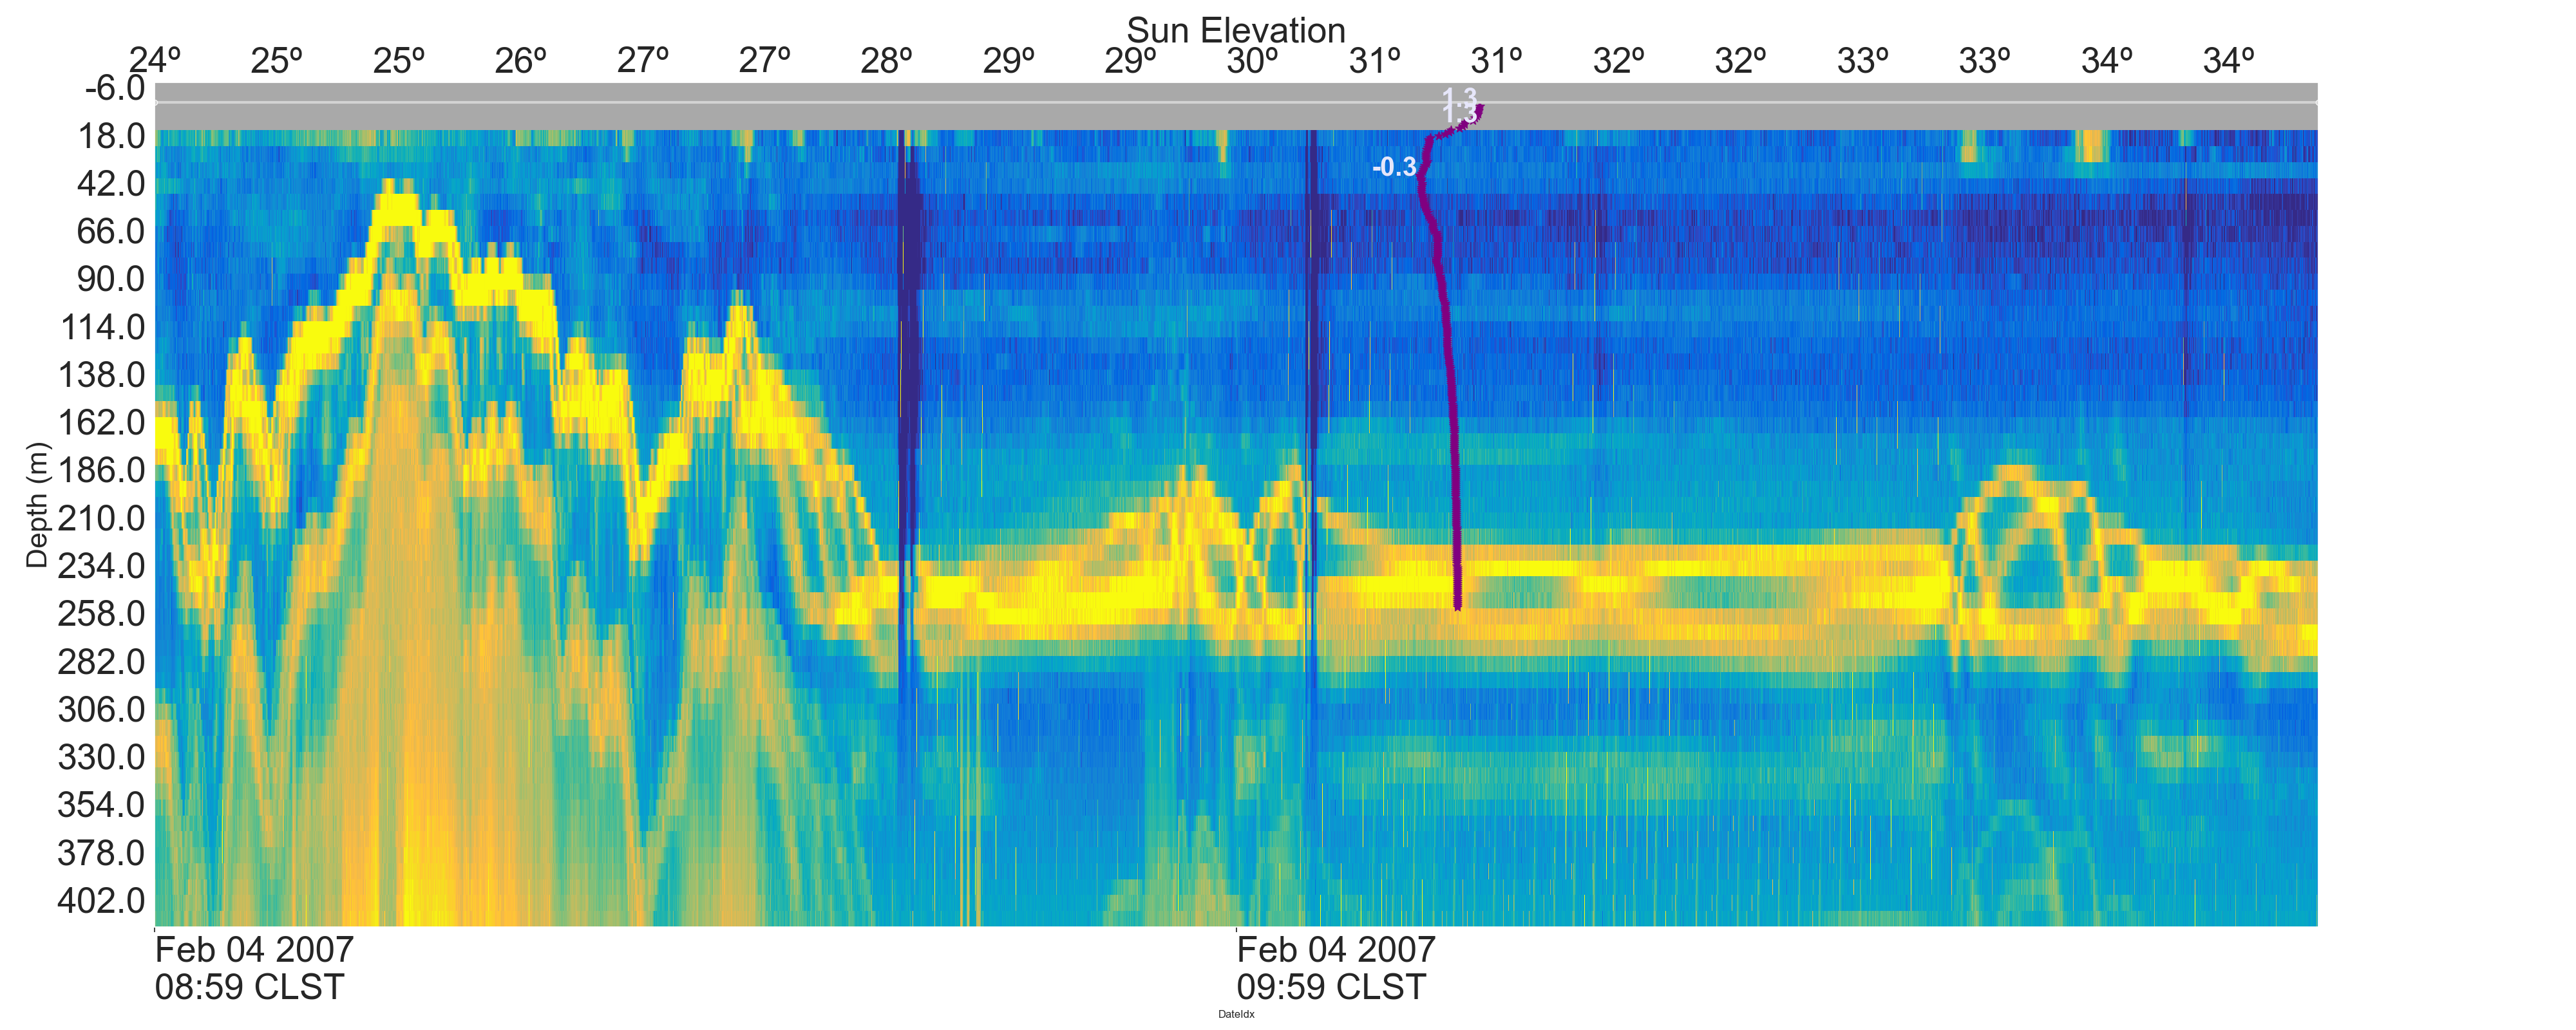 Sun Elevation
24º 25º 25º 26º 27º 27º 28º 29º 29º 30º 31º 31º 32º 32º 33º 33º 34º 34º
-6.0
18.0
42.0
66.0
90.0
114.0
138.0
162.0
186.0
210.0
234.0
258.0
282.0
306.0
330.0
354.0
378.0
402.0
Depth (m)
1.3
1.3
-0.3
Feb 04 2007
08:59 CLST
Feb 04 2007
09:59 CLST
DateIdx